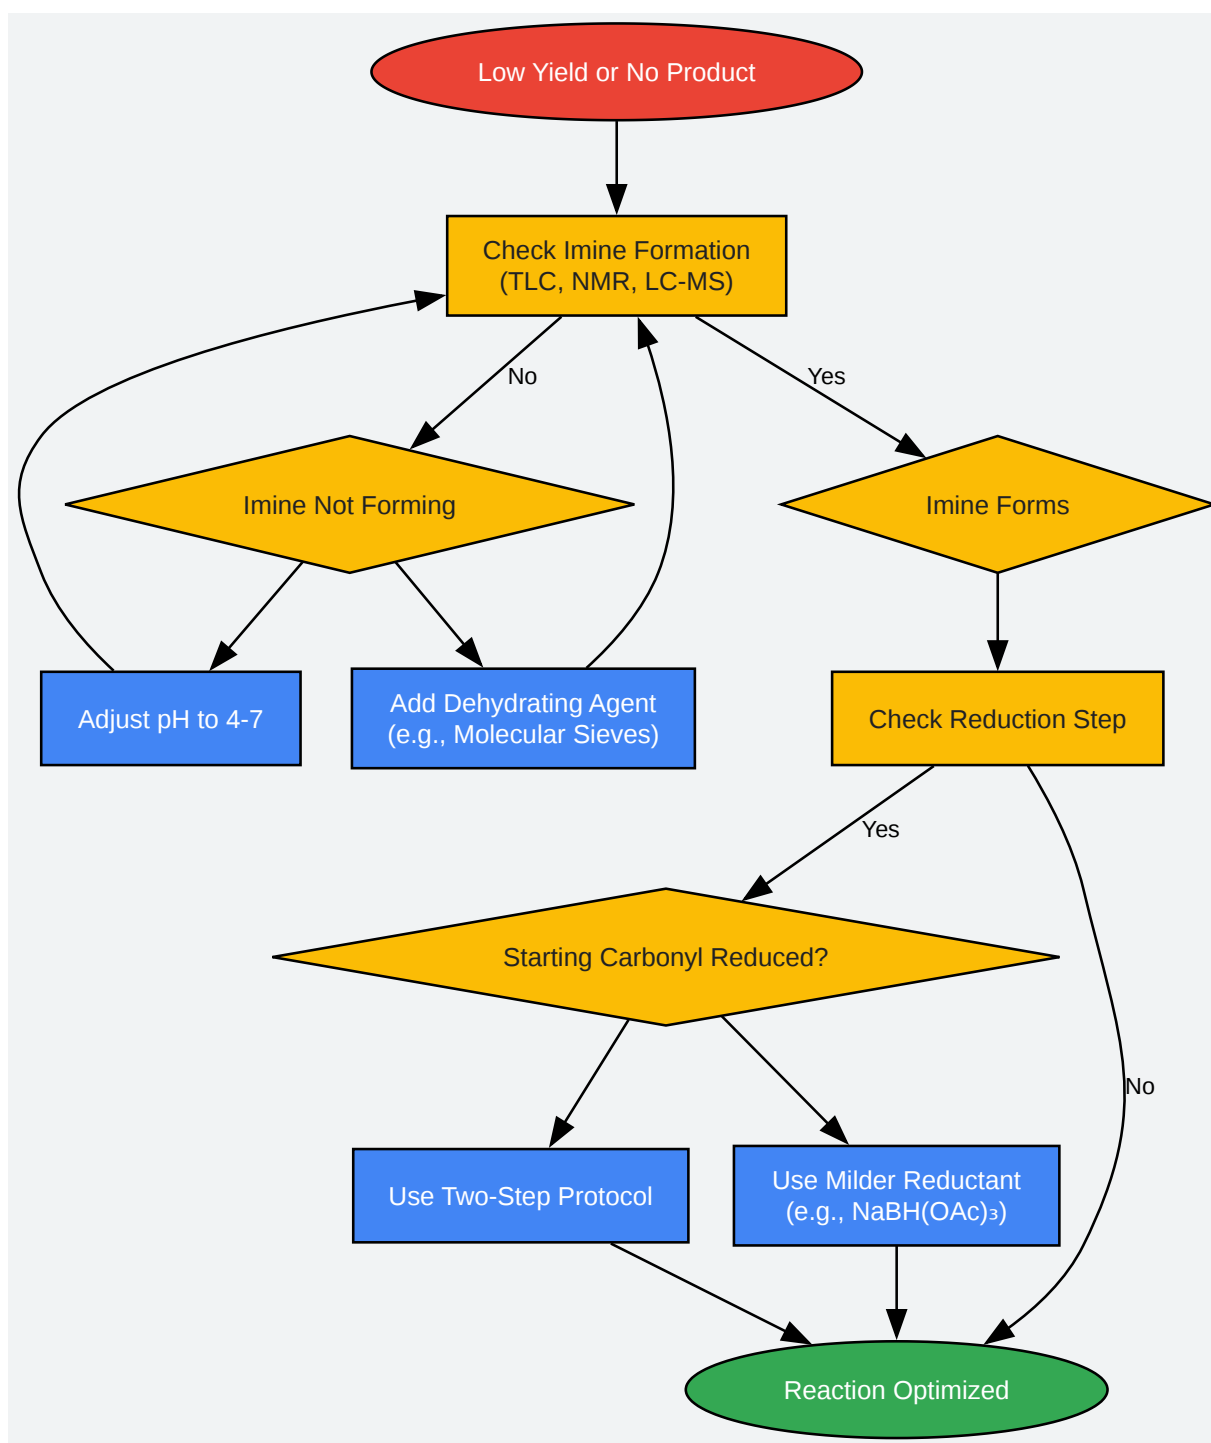 Low Yield or No Product
Check Imine Formation
(TLC, NMR, LC-MS)
No
Yes
Imine Not Forming
Imine Forms
Adjust pH to 4-7
Add Dehydrating Agent
(e.g., Molecular Sieves)
Check Reduction Step
Yes
Starting Carbonyl Reduced?
No
Use Two-Step Protocol
Use Milder Reductant
(e.g., NaBH(OAc)₃)
Reaction Optimized